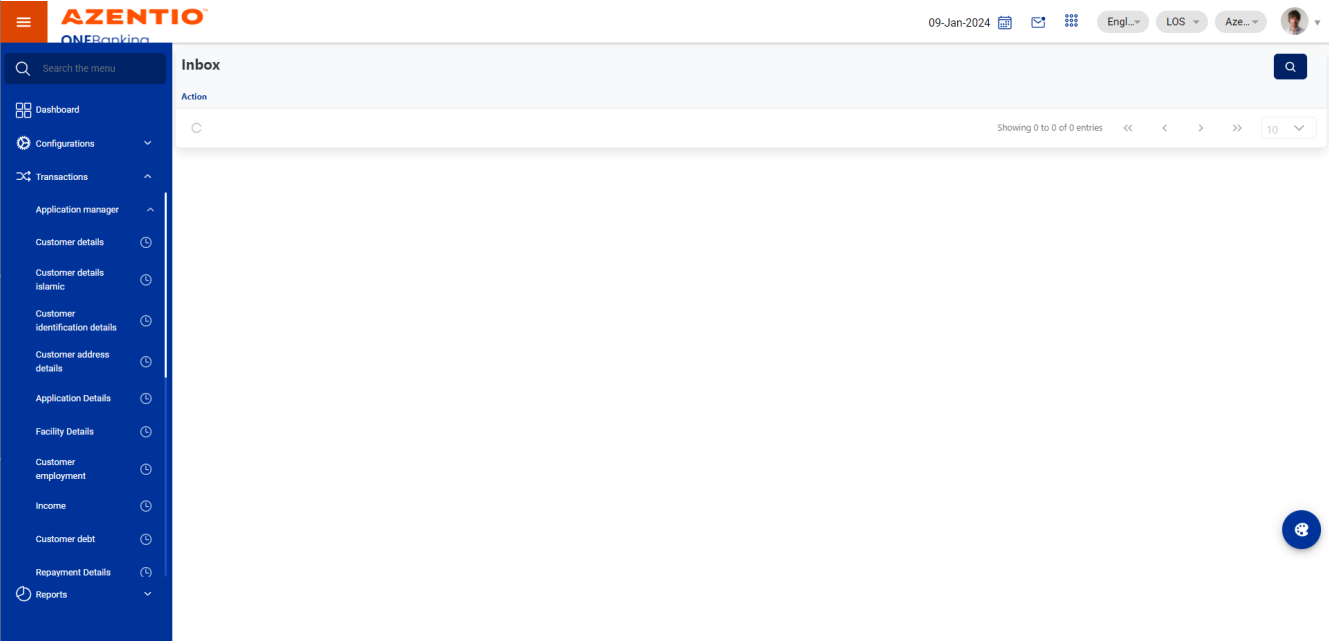 AZENTIO™
ONEBanking
09-Jan-2024
Engl...
LOS
Aze...
Search the menu
Inbox
Dashboard
Action
Configurations
Showing 0 to 0 of 0 entries
10
Transactions
Application manager
Customer details
Customer details
islamic
Customer
identification details
Customer address
details
Application Details
Facility Details
Customer
employment
Income
Customer debt
Repayment Details
Reports